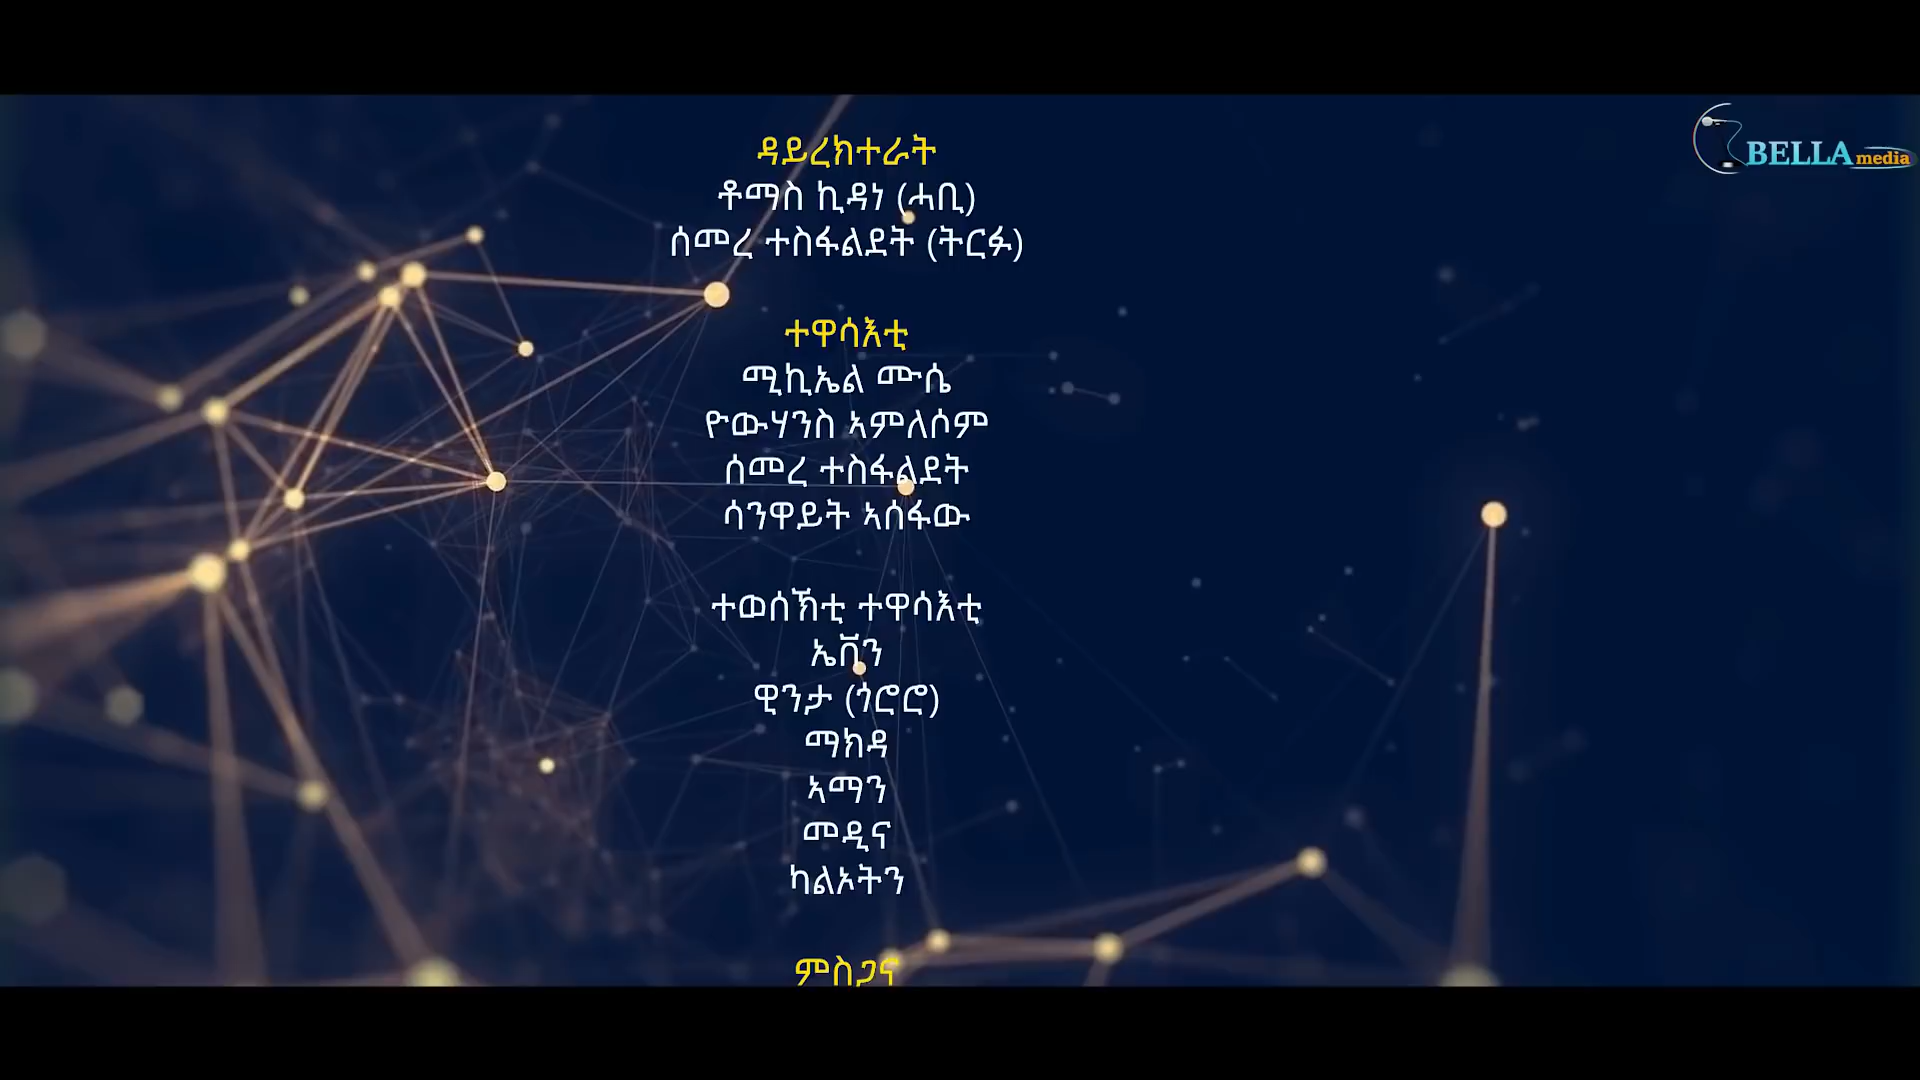 ዳይረክተራት
ቶማስ ኪዳነ (ሓቢ)
ሰመረ ተስፋልደት (ትርፉ)
ተዋሳእቲ
ሚኪኤል ሙሴ
ዮውሃንስ ኣምለሶም
ሰመረ ተስፋልደት
ሳንዋይት ኣሰፋው
ተወሰኽቲ ተዋሳእቲ
ኤቨን
ዊንታ (ጎሮሮ)
ማክዳ
ኣማን
መዲና
ካልኦትን
ምስጋና
BELLA media